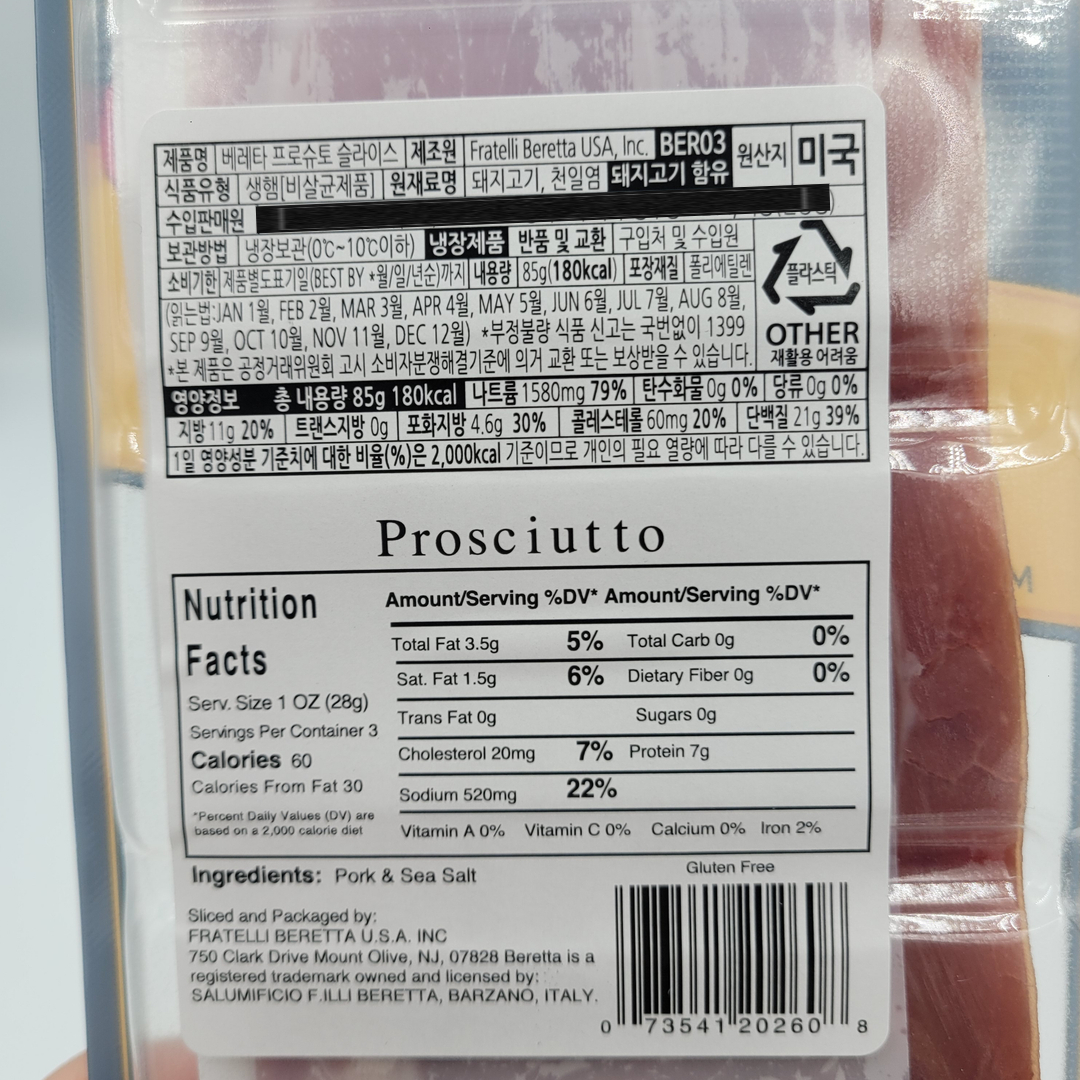 제품명 베레타 프로슈토 슬라이스 제조원 Fratelli Beretta USA, Inc. BER03 원산지 미국
식품유형 생햄[비살균제품] 원재료명 돼지고기, 천일염 돼지고기 함유
수입판매원
보관방법 냉장보관(0℃~10℃이하) 냉장제품 반품 및 교환 구입처 및 수입원
소비기한 제품별도표기일(BEST BY *월/일/년순)까지 내용량 85g(180kcal) 포장재질 폴리에틸렌
플라스틱
OTHER
재활용 어려움
(읽는법:JAN 1월, FEB 2월, MAR 3월, APR 4월, MAY 5월, JUN 6월, JUL 7월, AUG 8월,
SEP 9월, OCT 10월, NOV 11월, DEC 12월) *부정불량 식품 신고는 국번없이 1399
*본 제품은 공정거래위원회 고시 소비자분쟁해결기준에 의거 교환 또는 보상받을 수 있습니다.
영양정보 총 내용량 85g 180kcal 나트륨 1580mg 79% 탄수화물 0g 0% 당류 0g 0%
지방 11g 20% 트랜스지방 0g 포화지방 4.6g 30% 콜레스테롤 60mg 20% 단백질 21g 39%
1일 영양성분 기준치에 대한 비율(%)은 2,000kcal 기준이므로 개인의 필요 열량에 따라 다를 수 있습니다.
Prosciutto
Nutrition
Facts
Serv. Size 1 OZ (28g)
Servings Per Container 3
Calories 60
Calories From Fat 30
*Percent Daily Values (DV) are
based on a 2,000 calorie diet
Amount/Serving %DV* Amount/Serving %DV*
Total Fat 3.5g 5% Total Carb 0g 0%
Sat. Fat 1.5g 6% Dietary Fiber 0g 0%
Trans Fat 0g Sugars 0g
Cholesterol 20mg 7% Protein 7g
Sodium 520mg 22%
Vitamin A 0% Vitamin C 0% Calcium 0% Iron 2%
Ingredients: Pork & Sea Salt
Gluten Free
Sliced and Packaged by:
FRATELLI BERETTA U.S.A. INC
750 Clark Drive Mount Olive, NJ, 07828 Beretta is a
registered trademark owned and licensed by:
SALUMIFICIO F.ILLI BERETTA, BARZANO, ITALY.
0 73541 20260 8
M